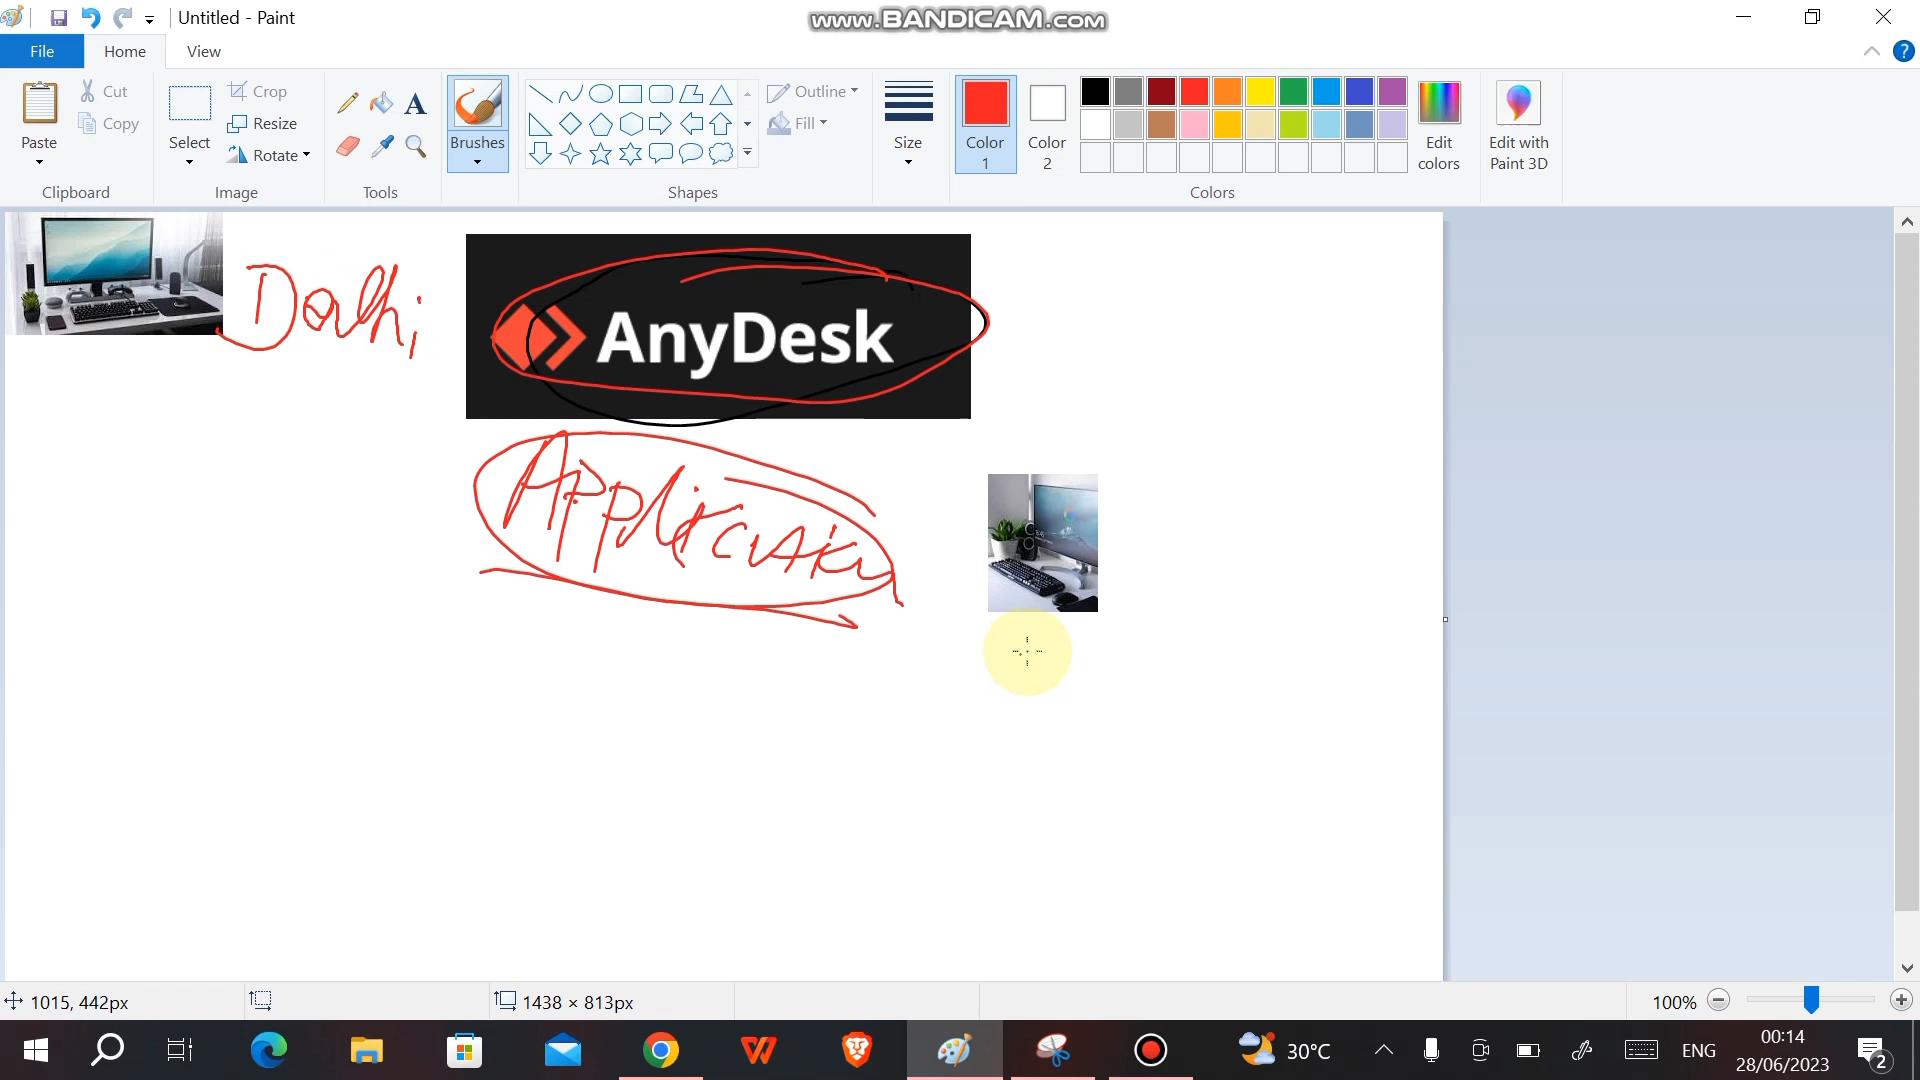 Untitled - Paint
www.BANDICAM.com
File
Home
View
Paste
Cut
Copy
Clipboard
Select
Crop
Resize
Rotate
Image
A
Tools
Brushes
Shapes
Outline
Fill
Size
Color 1
Color 2
Colors
Edit colors
Edit with Paint 3D
?
AnyDesk
1015, 442px
1438 × 813px
100%
30°C
ENG
00:14
28/06/2023
2